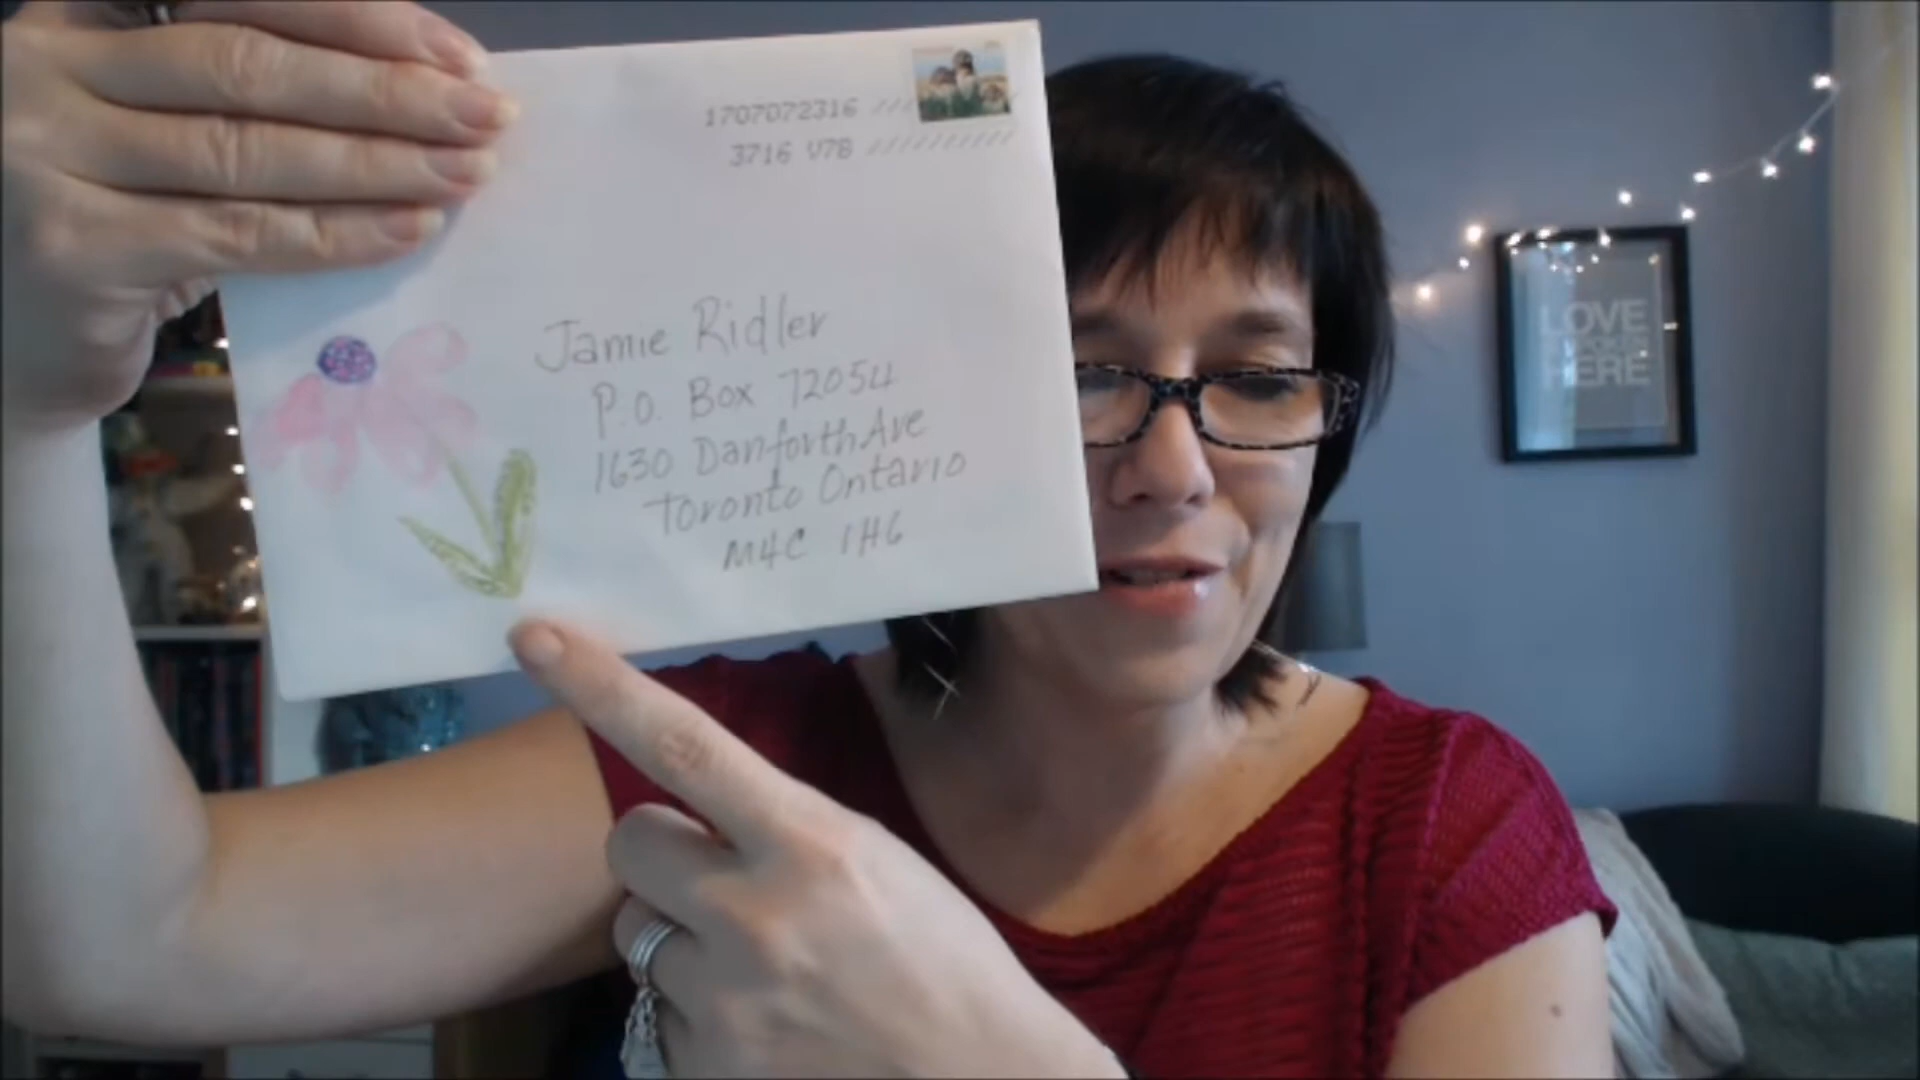 1707072316
3716 V78
Jamie Ridler
P.O. Box 72054
1630 Danforth Ave
Toronto Ontario
M4C 1H6
LOVE
HERE